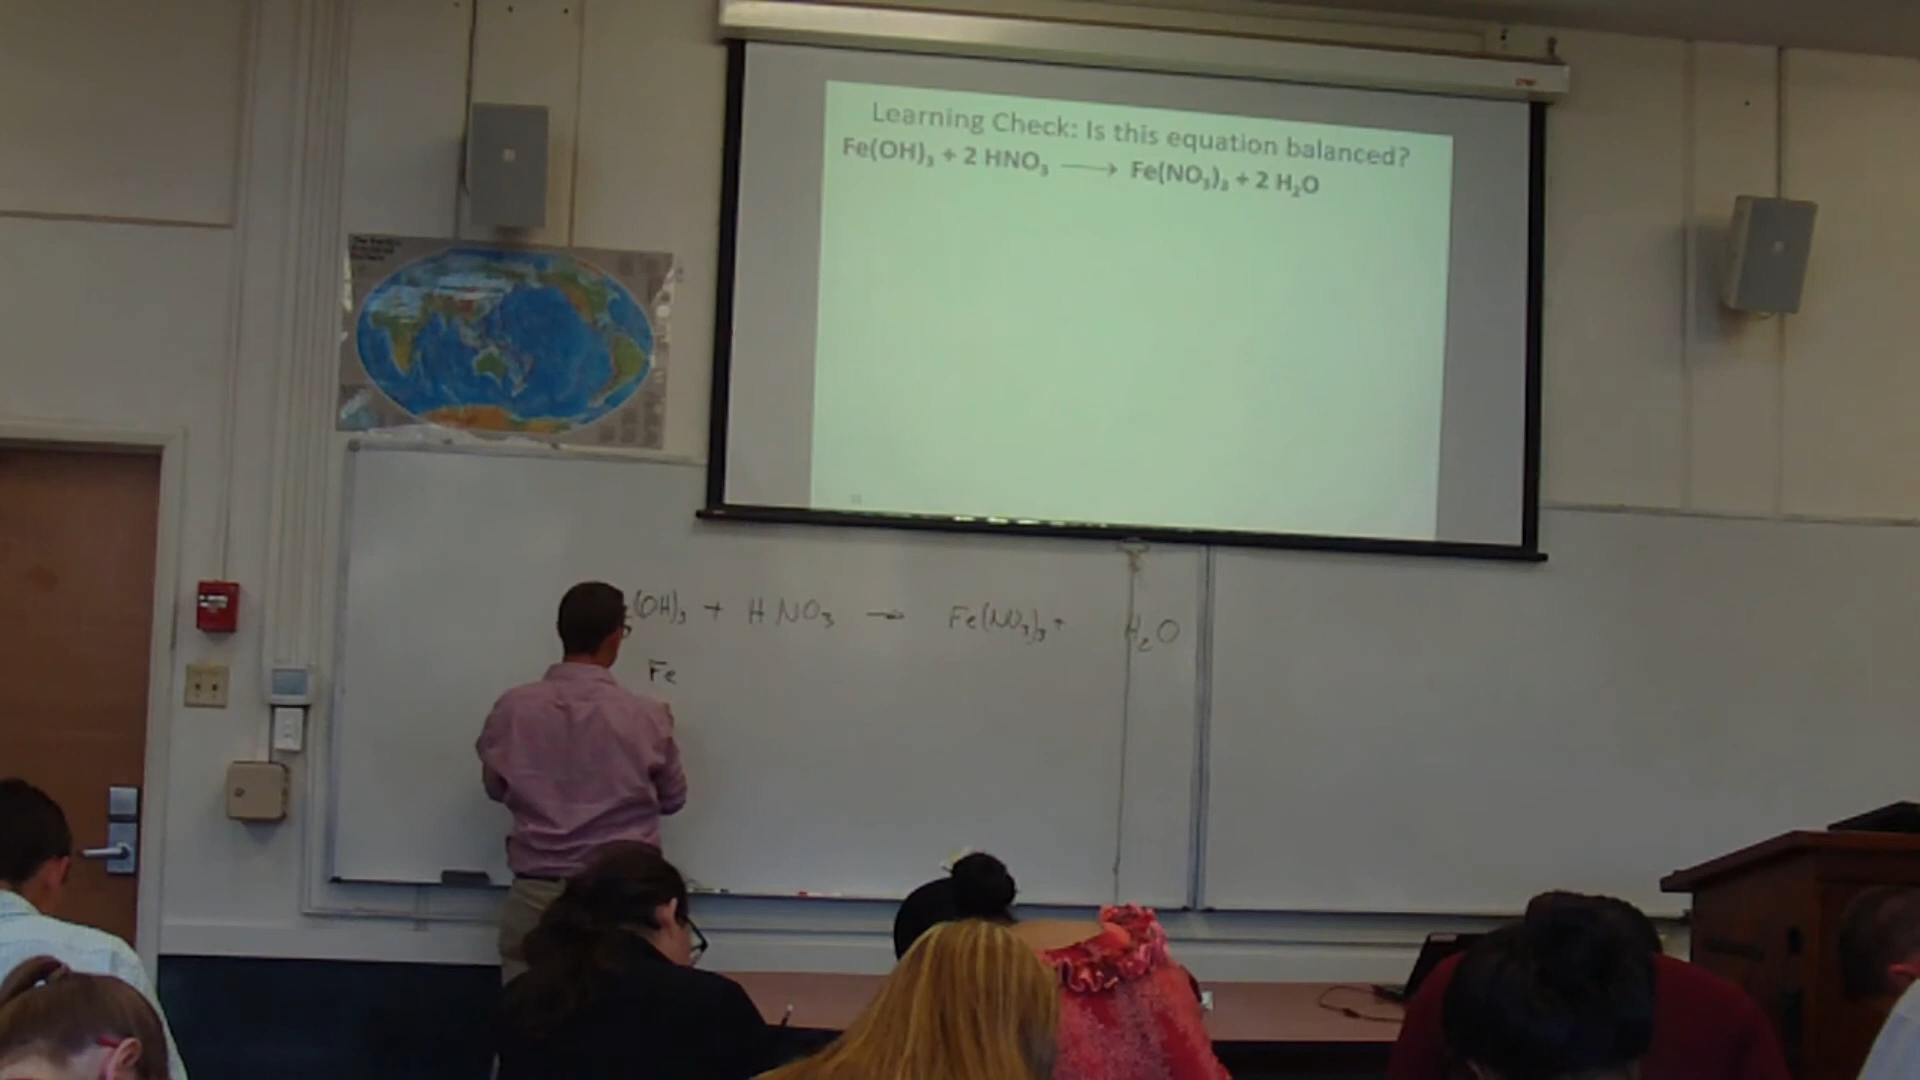 Learning Check: Is this equation balanced?
Fe(OH)₃ + 2 HNO₃ ⟶ Fe(NO₃)₃ + 2 H₂O
(OH)₃ + HNO₃ → Fe(NO₃)₃ + H₂O
Fe